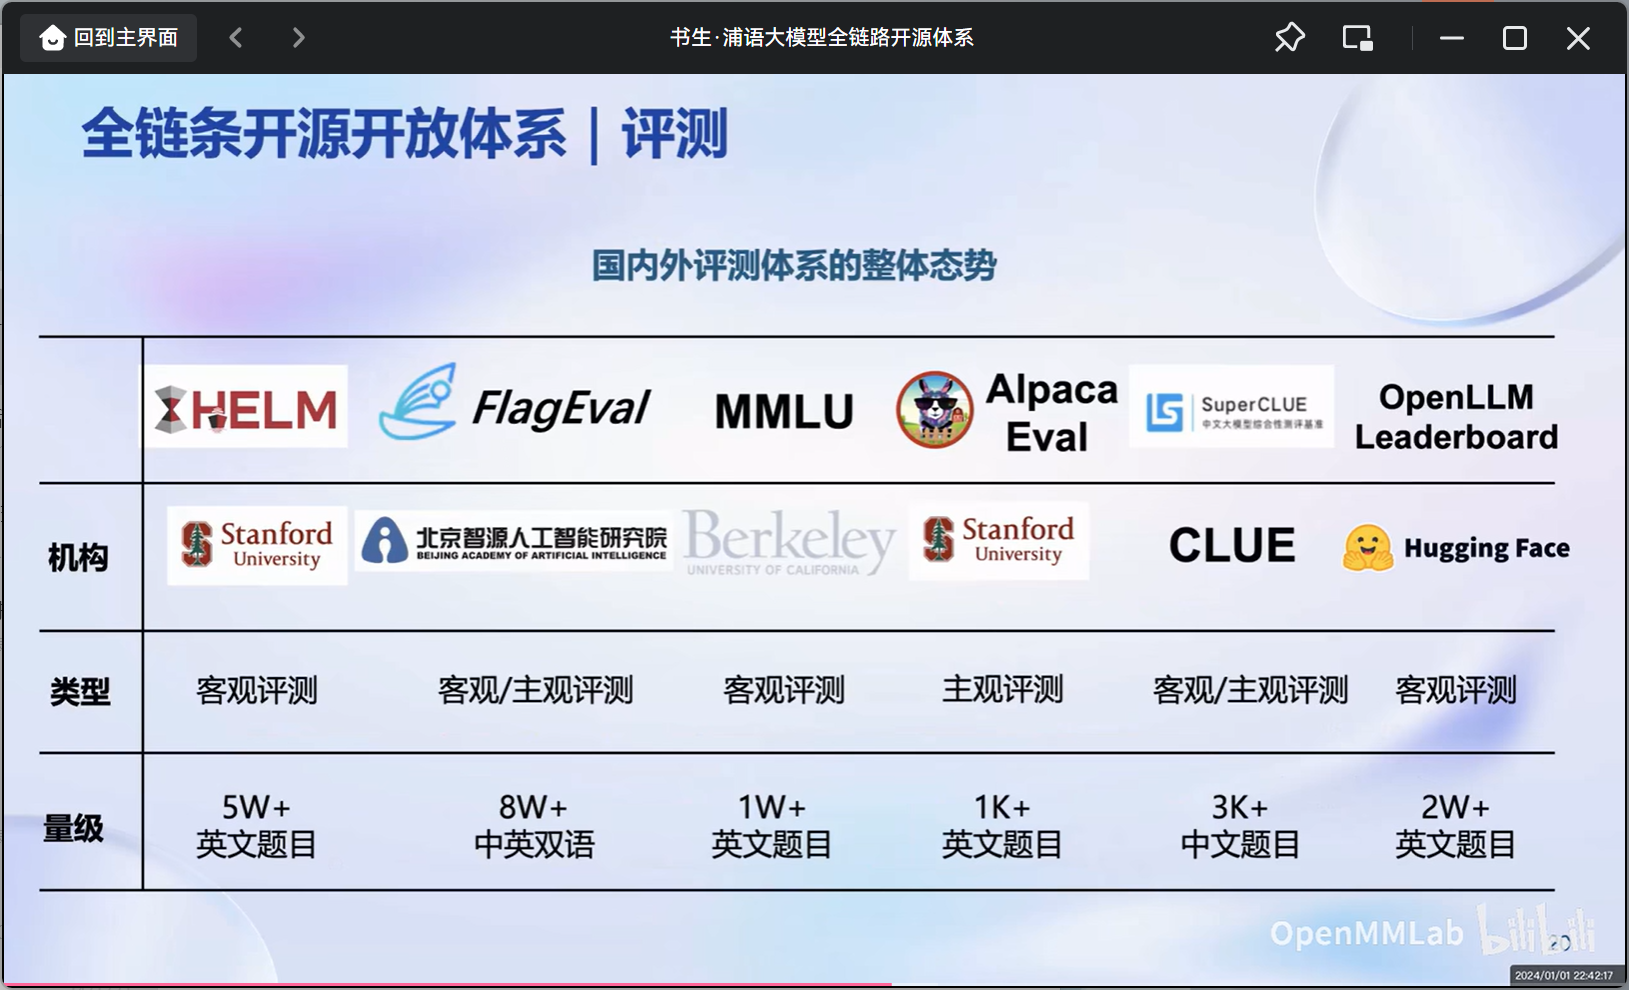 回到主界面
书生·浦语大模型全链路开源体系
全链条开源开放体系｜评测
国内外评测体系的整体态势
HELM
FlagEval
MMLU
Alpaca
Eval
SuperCLUE
中文大模型综合性测评基准
OpenLLM
Leaderboard
机构
Stanford
University
北京智源人工智能研究院
BEIJING ACADEMY OF ARTIFICIAL INTELLIGENCE
Berkeley
UNIVERSITY OF CALIFORNIA
Stanford
University
CLUE
Hugging Face
类型
客观评测
客观/主观评测
客观评测
主观评测
客观/主观评测
客观评测
量级
5W+
英文题目
8W+
中英双语
1W+
英文题目
1K+
英文题目
3K+
中文题目
2W+
英文题目
OpenMMLab
bilibili
20
2024/01/01 22:42:17